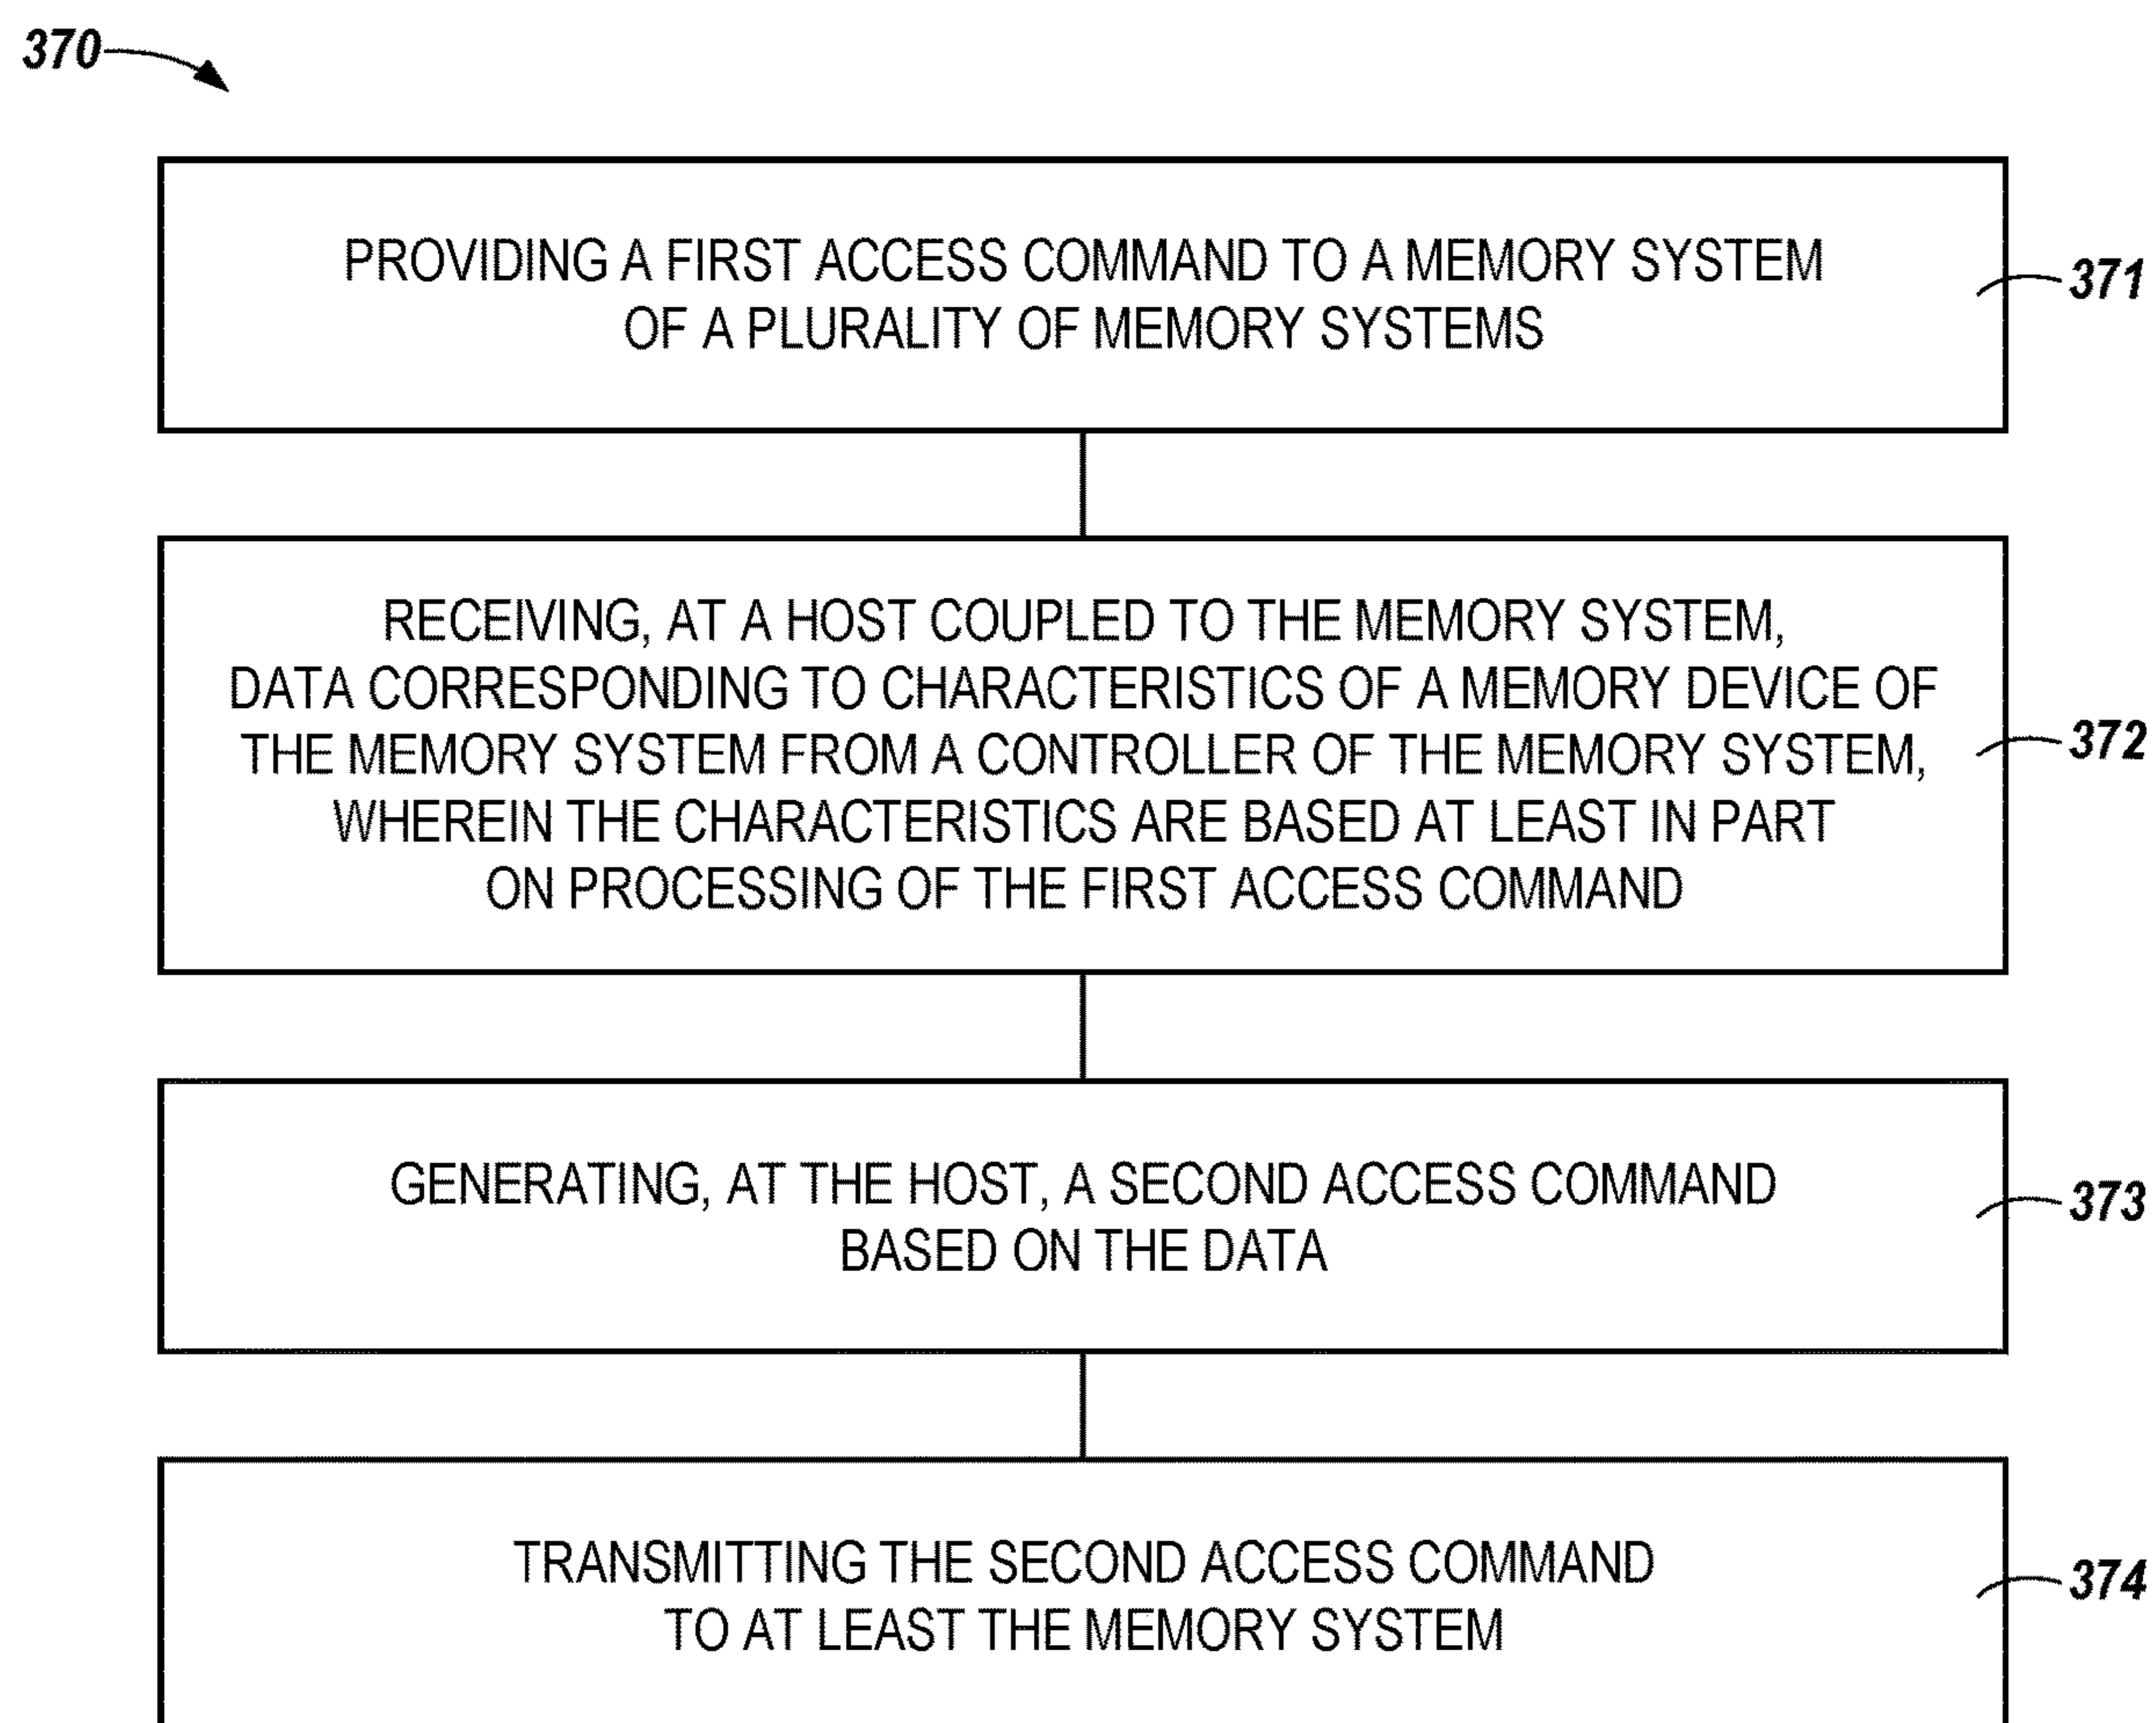 370
PROVIDING A FIRST ACCESS COMMAND TO A MEMORY SYSTEM
OF A PLURALITY OF MEMORY SYSTEMS
371
RECEIVING, AT A HOST COUPLED TO THE MEMORY SYSTEM,
DATA CORRESPONDING TO CHARACTERISTICS OF A MEMORY DEVICE OF
THE MEMORY SYSTEM FROM A CONTROLLER OF THE MEMORY SYSTEM,
WHEREIN THE CHARACTERISTICS ARE BASED AT LEAST IN PART
ON PROCESSING OF THE FIRST ACCESS COMMAND
372
GENERATING, AT THE HOST, A SECOND ACCESS COMMAND
BASED ON THE DATA
373
TRANSMITTING THE SECOND ACCESS COMMAND
TO AT LEAST THE MEMORY SYSTEM
374